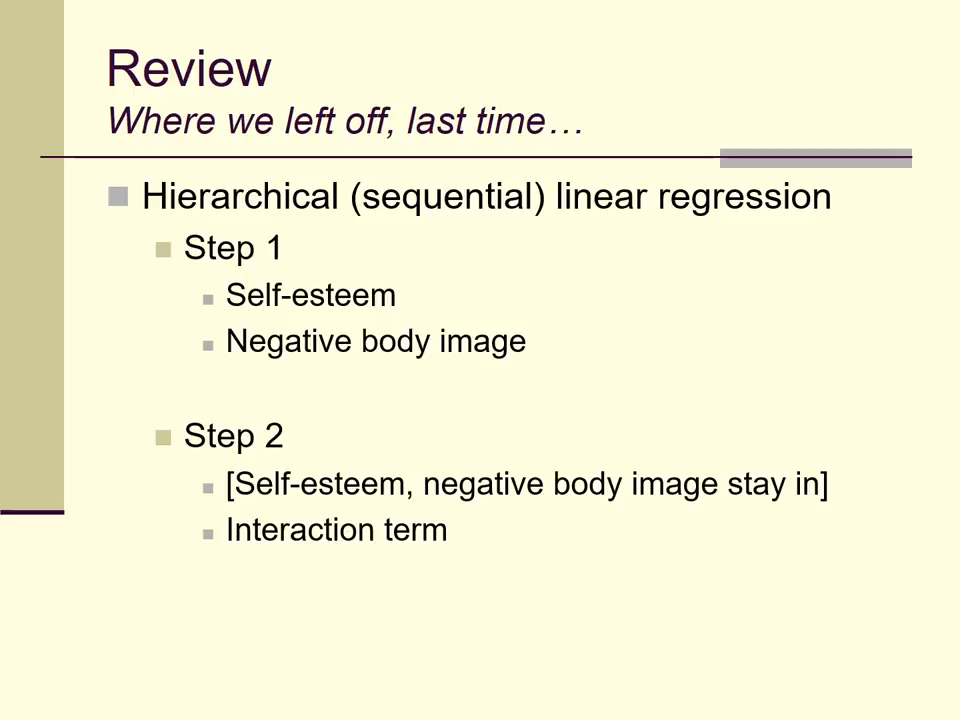 Review
Where we left off, last time…
Hierarchical (sequential) linear regression
Step 1
Self-esteem
Negative body image
Step 2
[Self-esteem, negative body image stay in]
Interaction term